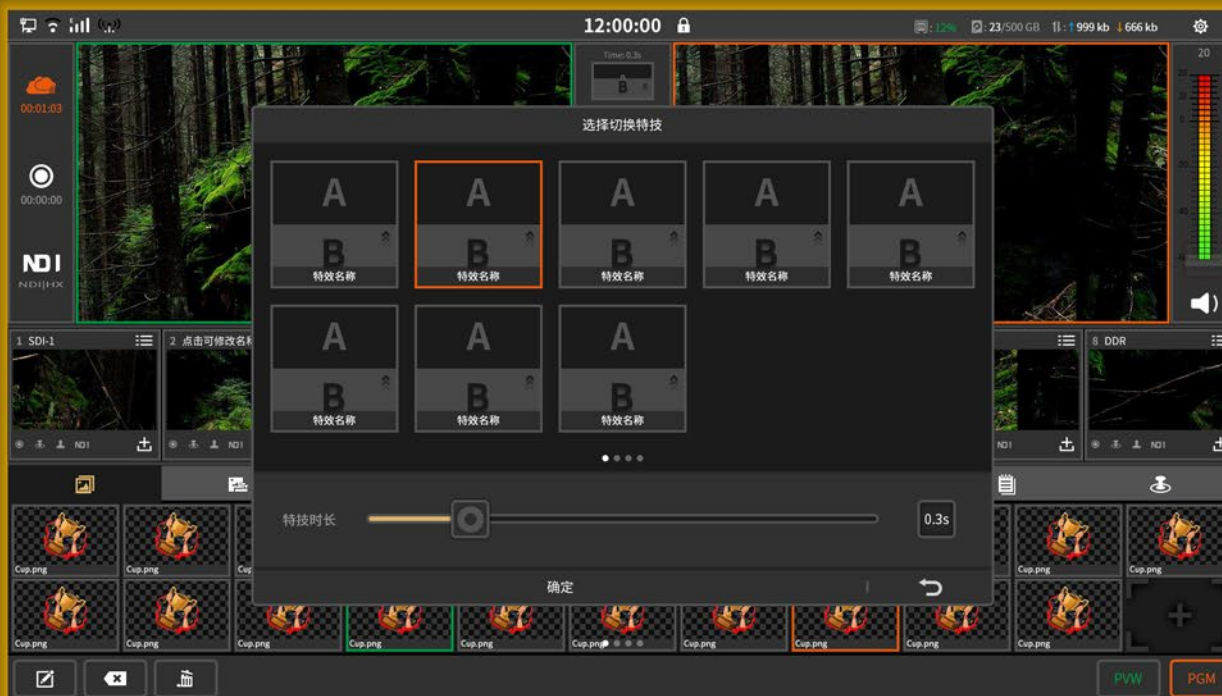 12:00:00
: 12% : 23/500 GB : ↑999 kb ↓666 kb
Time: 0.3s
20
00:01:03
选择切换特技
A A A A A
B B B B B
特效名称 特效名称 特效名称 特效名称 特效名称
00:00:00
NDI
NDI|HX
A A A
B B B
特效名称 特效名称 特效名称
1 SDI-1
2 点击可修改名称
8 DDR
NDI NDI NDI NDI
特技时长 0.3s
Cup.png Cup.png Cup Cup.png Cup.png
确定
Cup.png Cup.png Cup.png Cup.png Cup.png Cup.png Cup.png Cup.png Cup.png Cup.png
PVW PGM